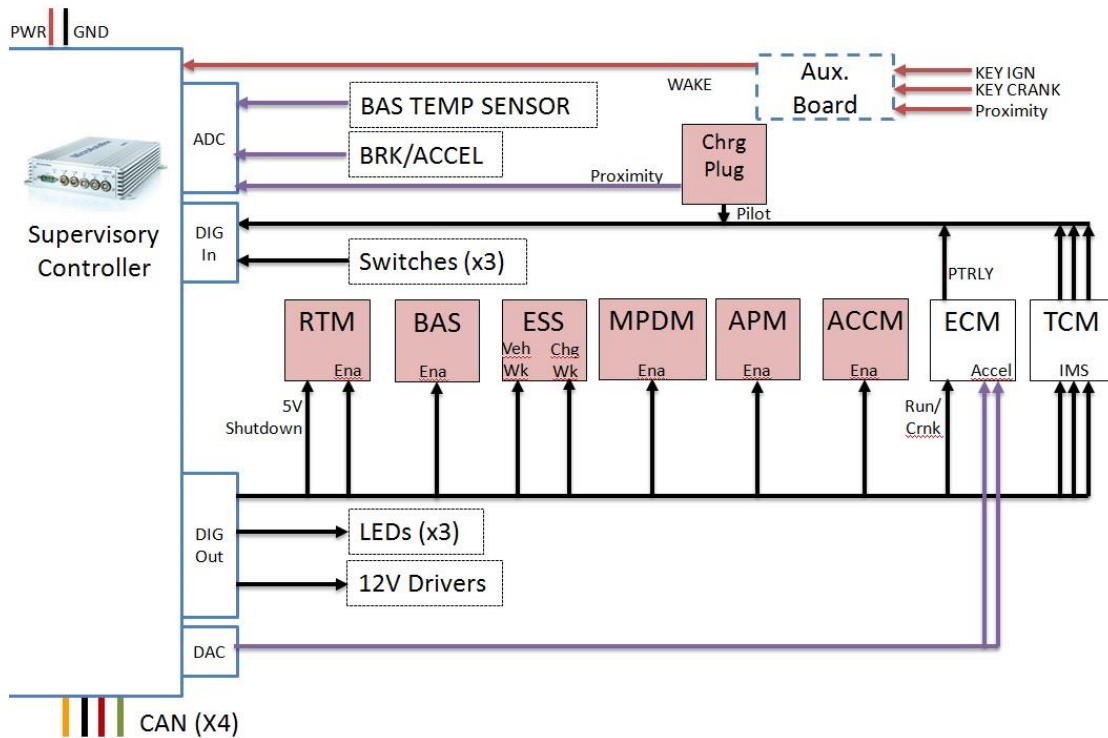 PWR
GND
WAKE
Aux.
Board
KEY IGN
KEY CRANK
Proximity
ADC
BAS TEMP SENSOR
BRK/ACCEL
Proximity
Chrg
Plug
Pilot
Supervisory
Controller
DIG
In
Switches (x3)
PTRLY
RTM
Ena
BAS
Ena
ESS
Veh
Wk
Chg
Wk
MPDM
Ena
APM
Ena
ACCM
Ena
ECM
Accel
TCM
IMS
5V
Shutdown
Run/
Crnk
DIG
Out
LEDs (x3)
12V Drivers
DAC
CAN (X4)